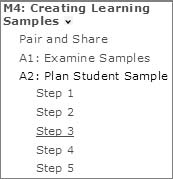 M4: Creating Learning
Samples
Pair and Share
A1: Examine Samples
A2: Plan Student Sample
Step 1
Step 2
Step 3
Step 4
Step 5